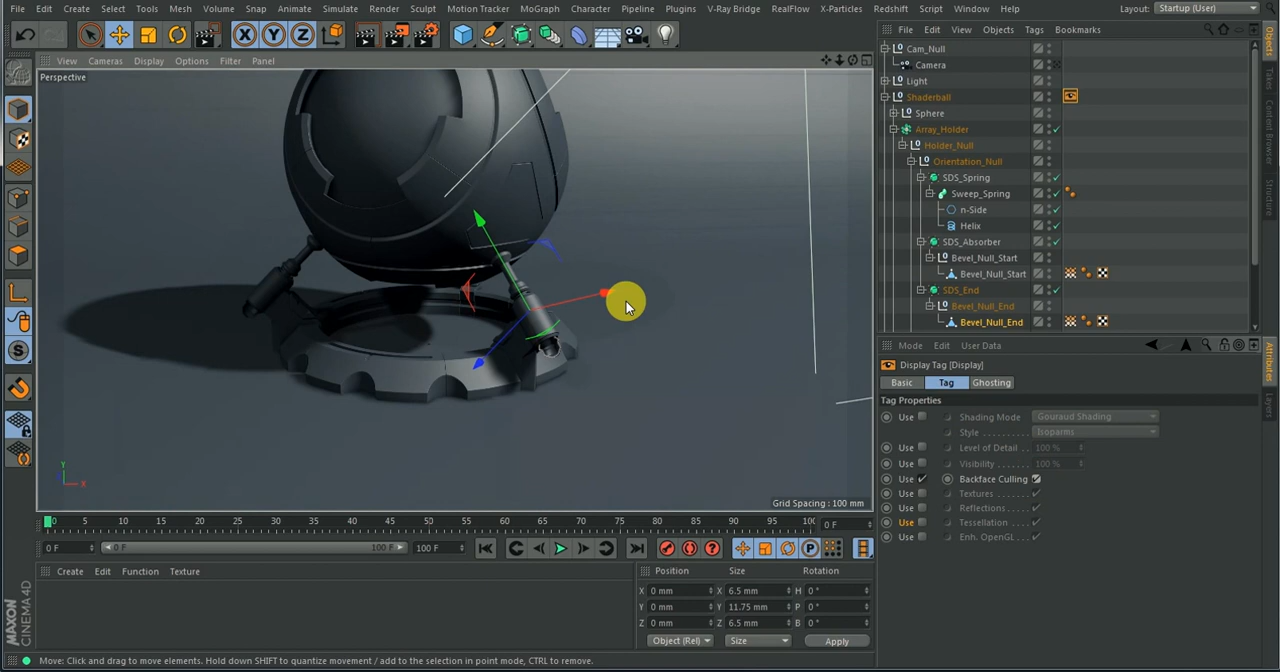 File Edit Create Select Tools Mesh Volume Snap Animate Simulate Render Sculpt Motion Tracker MoGraph Character Pipeline Plugins V-Ray Bridge RealFlow X-Particles Redshift Script Window Help Layout: Startup (User)
File Edit View Objects Tags Bookmarks
View Cameras Display Options Filter Panel
Perspective
Cam_Null
Camera
Light
Shaderball
Sphere
Array_Holder
Holder_Null
Orientation_Null
SDS_Spring
Sweep_Spring
n-Side
Helix
SDS_Absorber
Bevel_Null_Start
Bevel_Null_Start
SDS_End
Bevel_Null_End
Bevel_Null_End
Objects
Takes
Content Browser
Structure
Mode Edit User Data
Display Tag [Display]
Basic Tag Ghosting
Tag Properties
Use Shading Mode Gouraud Shading
Style Isoparms
Use Level of Detail 100 %
Use Visibility 100 %
Use Backface Culling
Use Textures
Use Reflections
Use Tessellation
Use Enh. OpenGL
Attributes
Layers
Y
X
Grid Spacing : 100 mm
0 5 10 15 20 25 30 35 40 45 50 55 60 65 70 75 80 85 90 95 100 0 F
0 F 0 F 100 F 100 F
Create Edit Function Texture
Position Size Rotation
X 0 mm X 6.5 mm H 0 °
Y 0 mm Y 11.75 mm P 0 °
Z 0 mm Z 6.5 mm B 0 °
Object (Rel) Size Apply
MAXON
CINEMA 4D
Move: Click and drag to move elements. Hold down SHIFT to quantize movement / add to the selection in point mode, CTRL to remove.